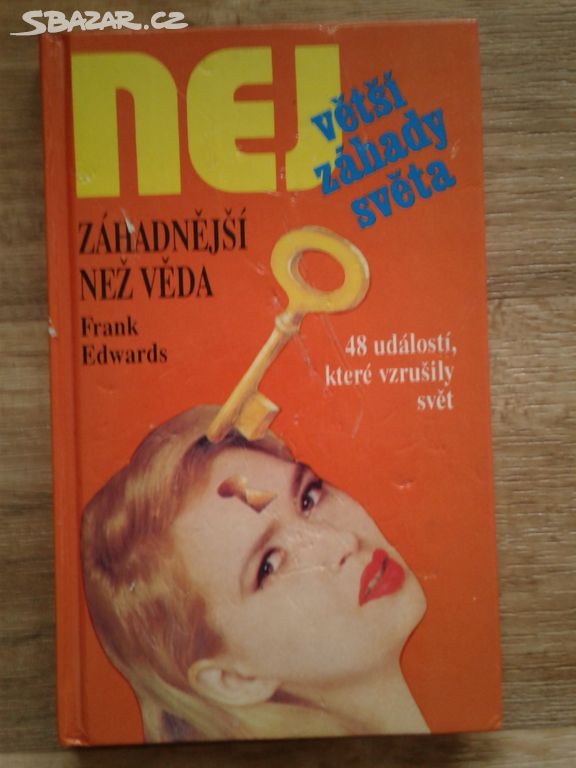 SBAZAR.CZ
NEJ
větší
záhady
světa
ZÁHADNĚJŠÍ
NEŽ VĚDA
Frank
Edwards
48 událostí,
které vzrušily
svět